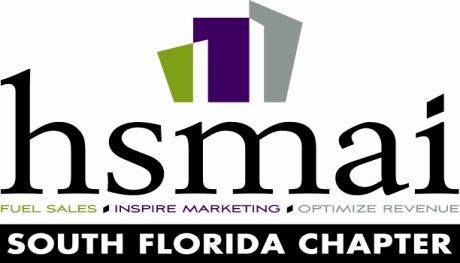 hsmai
FUEL SALES ▪ INSPIRE MARKETING ▪ OPTIMIZE REVENUE
SOUTH FLORIDA CHAPTER